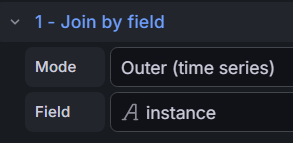 1 - Join by field
Mode Outer (time series)
Field instance